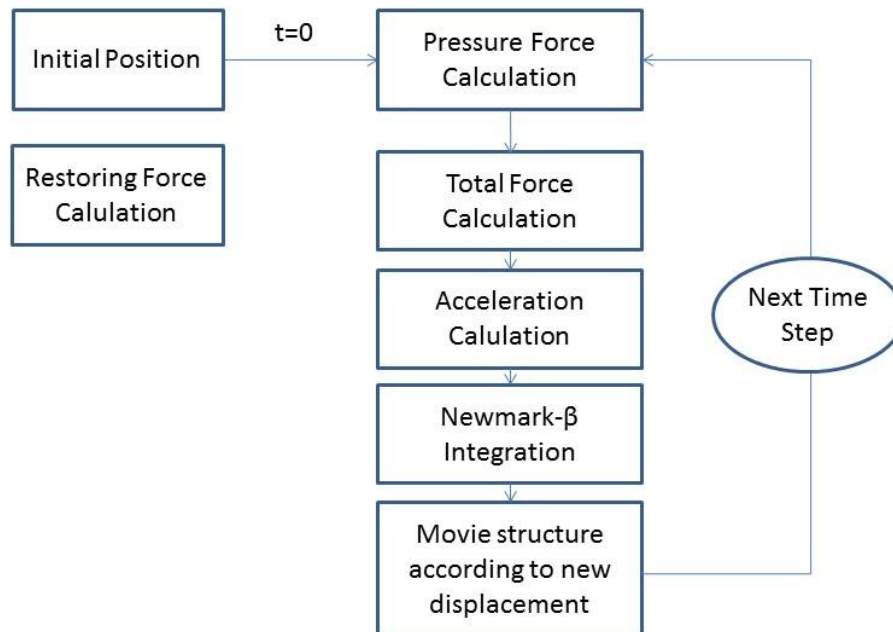 Initial Position
t=0
Pressure Force
Calculation
Restoring Force
Calulation
Total Force
Calculation
Acceleration
Calulation
Next Time
Step
Newmark-β
Integration
Movie structure
according to new
displacement